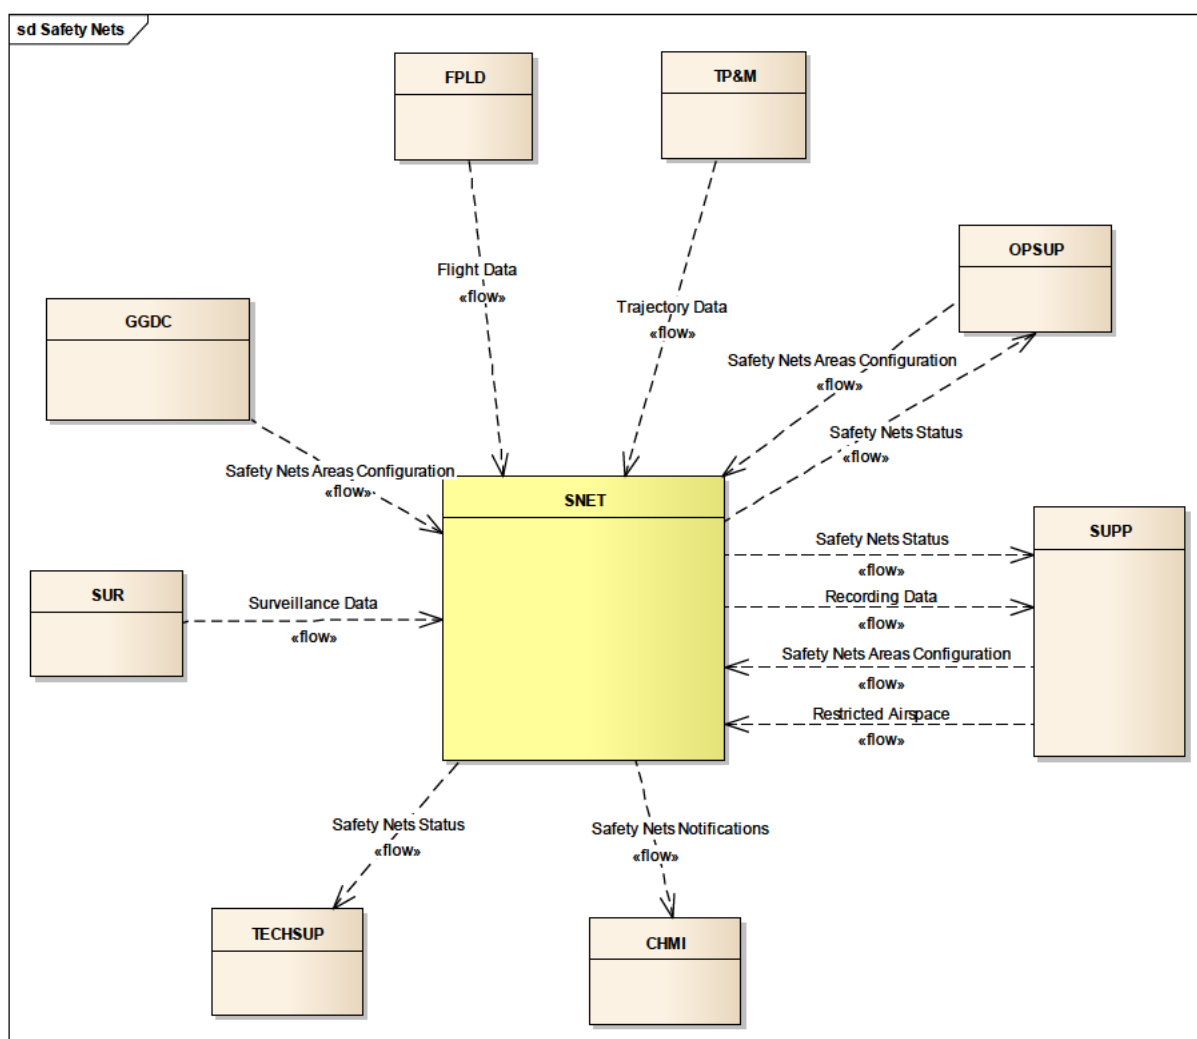 sd Safety Nets
FPLD
TP&M
OPSUP
GGDC
Flight Data
«flow»
Trajectory Data
«flow»
Safety Nets Areas Configuration
«flow»
Safety Nets Status
«flow»
Safety Nets Areas Configuration
«flow»
SNET
SUPP
Safety Nets Status
«flow»
SUR
Surveillance Data
«flow»
Recording Data
«flow»
Safety Nets Areas Configuration
«flow»
Restricted Airspace
«flow»
Safety Nets Status
«flow»
Safety Nets Notifications
«flow»
TECHSUP
CHMI